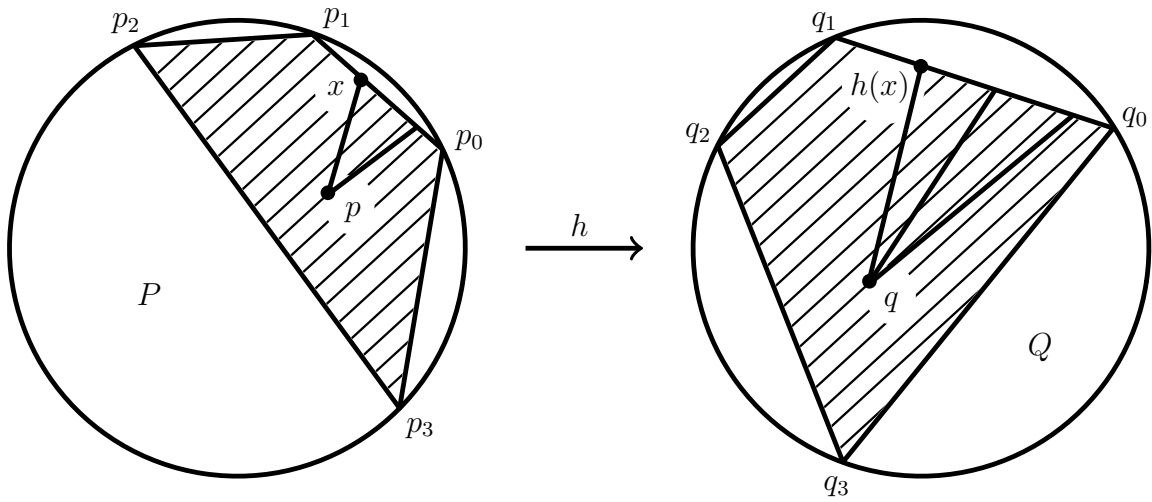 p₂
p₁
x
p₀
p
P
p₃
h
q₁
h(x)
q₀
q₂
q
Q
q₃